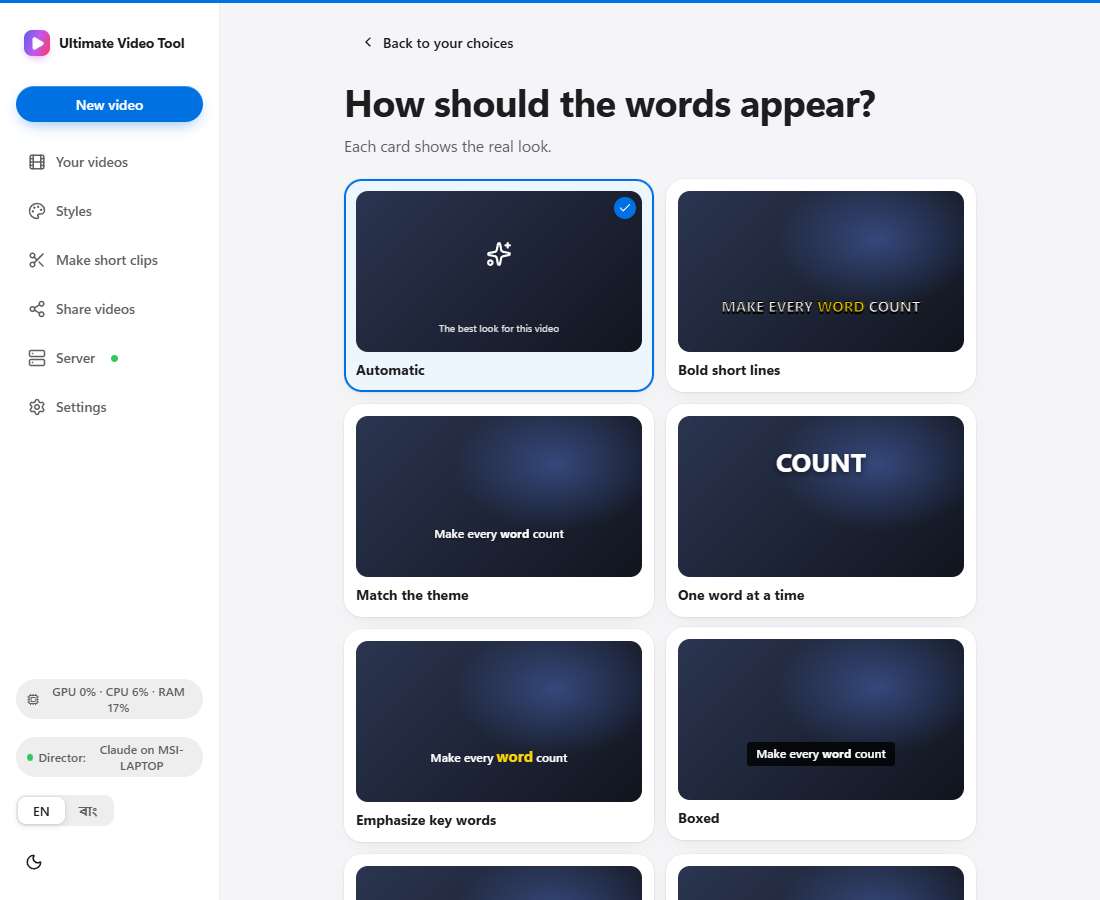 Ultimate Video Tool
New video
Your videos
Styles
Make short clips
Share videos
Server
Settings
GPU 0% · CPU 6% · RAM
17%
Director:
Claude on MSI-
LAPTOP
EN
বাং
Back to your choices
How should the words appear?
Each card shows the real look.
The best look for this video
Automatic
MAKE EVERY WORD COUNT
Bold short lines
Make every word count
Match the theme
COUNT
One word at a time
Make every word count
Emphasize key words
Make every word count
Boxed